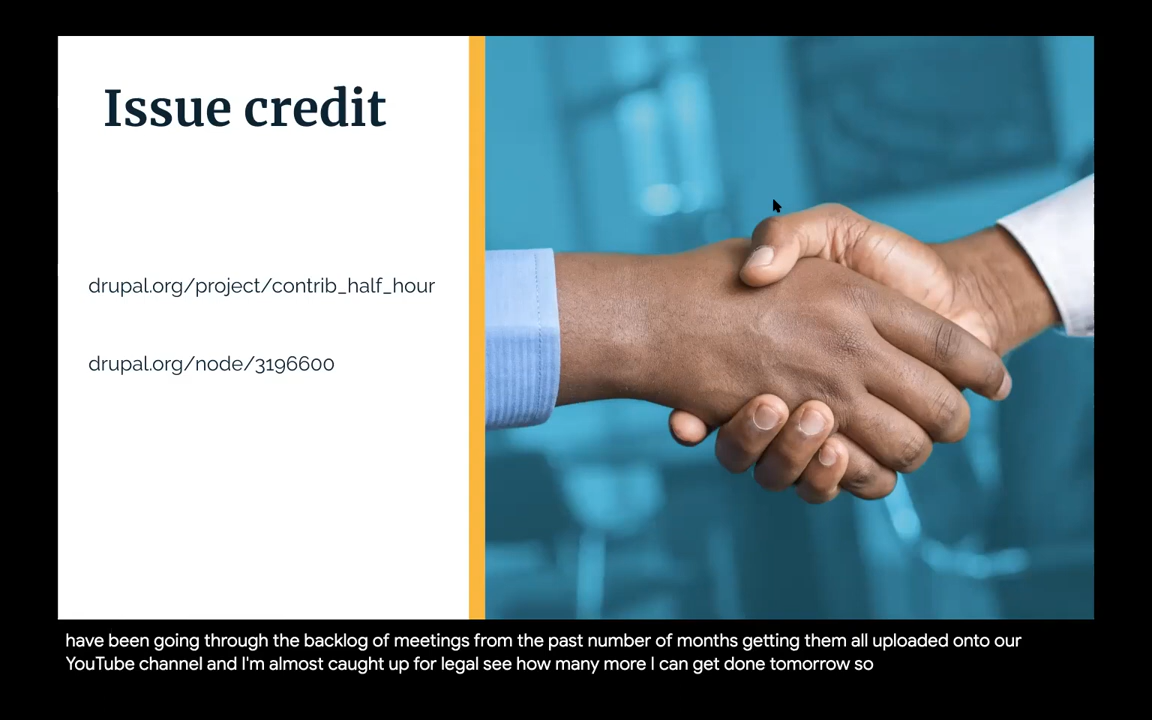 Issue credit
drupal.org/project/contrib_half_hour
drupal.org/node/3196600
have been going through the backlog of meetings from the past number of months getting them all uploaded onto our
YouTube channel and I'm almost caught up for legal see how many more I can get done tomorrow so